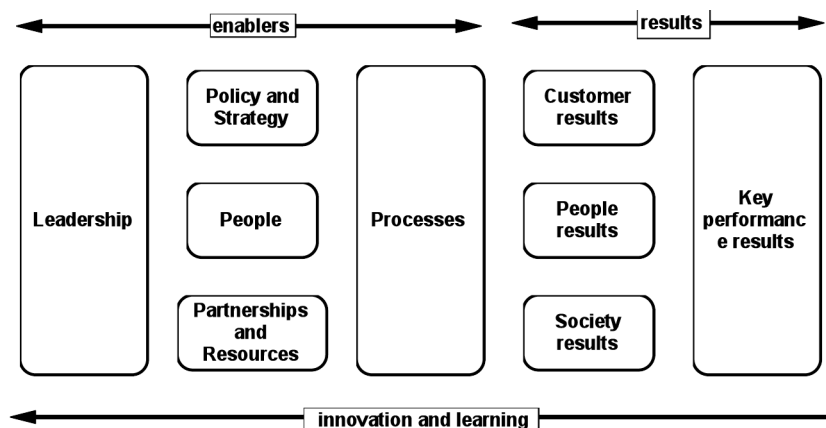 enablers
results
Leadership
Policy and
Strategy
People
Partnerships
and
Resources
Processes
Customer
results
People
results
Society
results
Key
performanc
e results
innovation and learning